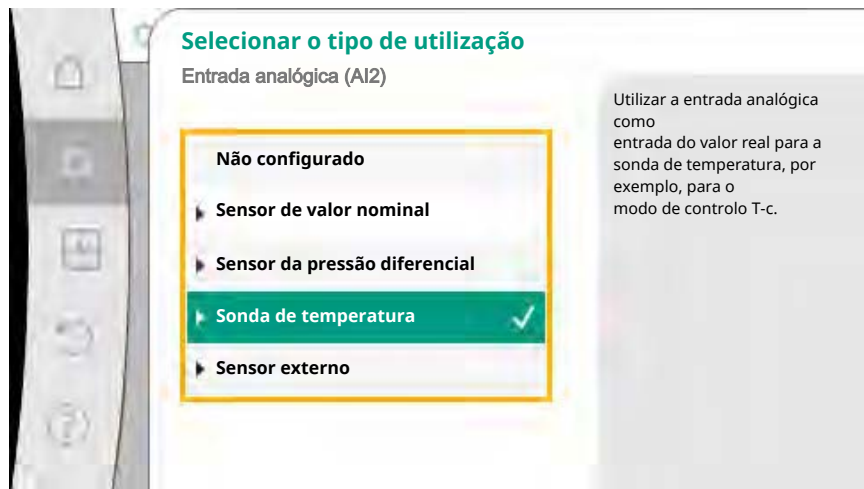 Selecionar o tipo de utilização
Entrada analógica (AI2)
Não configurado
Sensor de valor nominal
Sensor da pressão diferencial
Sonda de temperatura
Sensor externo
Utilizar a entrada analógica
como
entrada do valor real para a
sonda de temperatura, por
exemplo, para o
modo de controlo T-c.